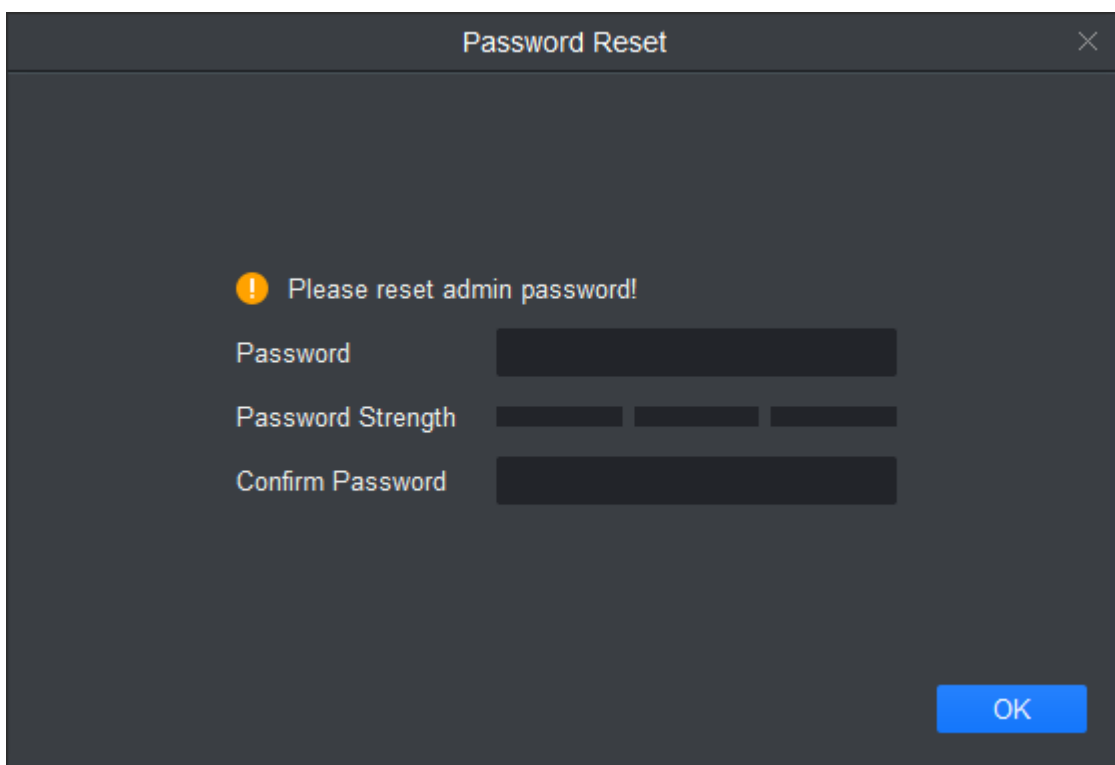 Password Reset
Please reset admin password!
Password
Password Strength
Confirm Password
OK